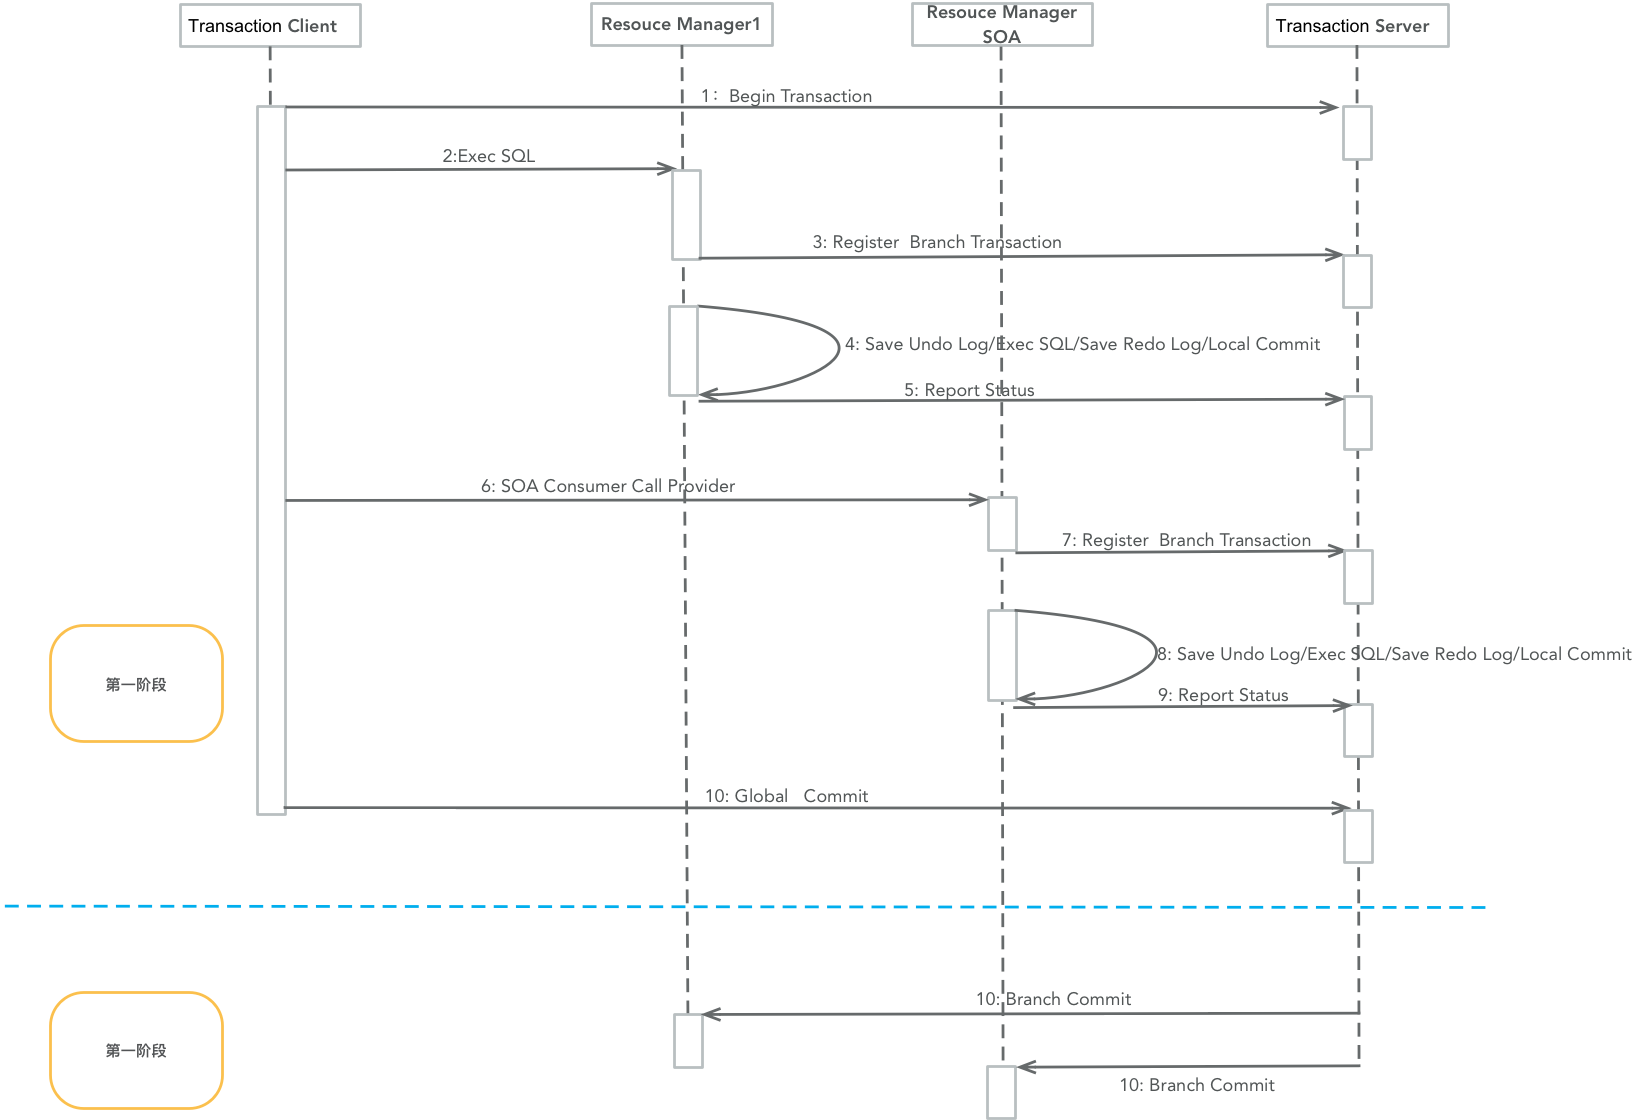 Transaction Client
Resouce Manager1
Resouce Manager
SOA
Transaction Server
1： Begin Transaction
2:Exec SQL
3: Register Branch Transaction
4: Save Undo Log/Exec SQL/Save Redo Log/Local Commit
5: Report Status
6: SOA Consumer Call Provider
7: Register Branch Transaction
8: Save Undo Log/Exec SQL/Save Redo Log/Local Commit
第一阶段
9: Report Status
10: Global Commit
10: Branch Commit
第一阶段
10: Branch Commit